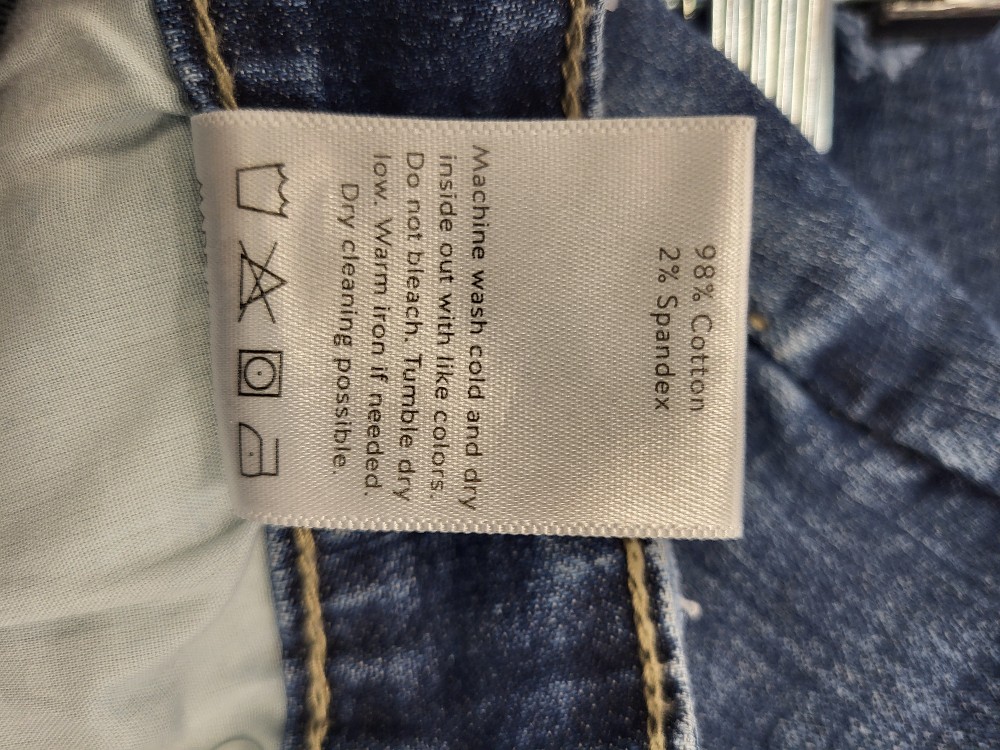 98% Cotton
2% Spandex
Machine wash cold and dry
inside out with like colors.
Do not bleach. Tumble dry
low. Warm iron if needed.
Dry cleaning possible.